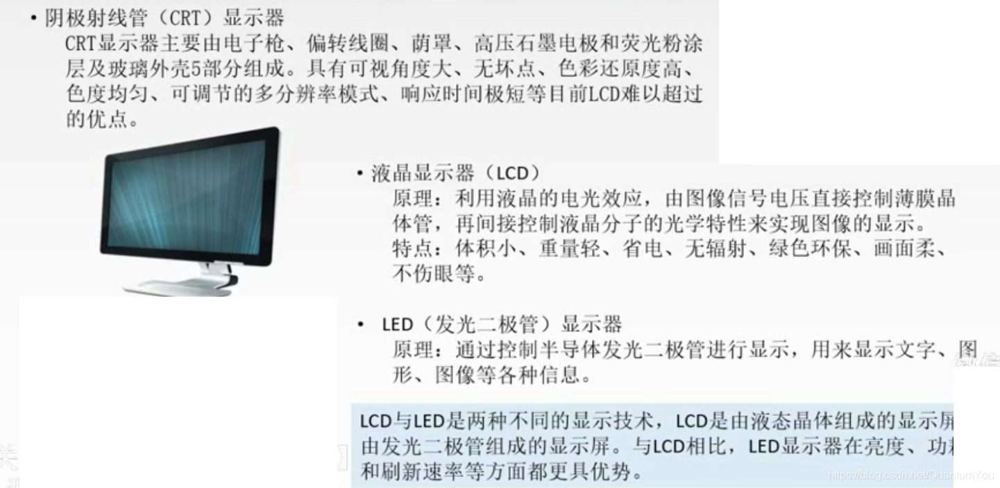 • 阴极射线管（CRT）显示器
CRT显示器主要由电子枪、偏转线圈、荫罩、高压石墨电极和荧光粉涂
层及玻璃外壳5部分组成。具有可视角度大、无坏点、色彩还原度高、
色度均匀、可调节的多分辨率模式、响应时间极短等目前LCD难以超过
的优点。
• 液晶显示器（LCD）
原理：利用液晶的电光效应，由图像信号电压直接控制薄膜晶
体管，再间接控制液晶分子的光学特性来实现图像的显示。
特点：体积小、重量轻、省电、无辐射、绿色环保、画面柔、
不伤眼等。
• LED（发光二极管）显示器
原理：通过控制半导体发光二极管进行显示，用来显示文字、图
形、图像等各种信息。
LCD与LED是两种不同的显示技术，LCD是由液态晶体组成的显示屏
由发光二极管组成的显示屏。与LCD相比，LED显示器在亮度、功
和刷新速率等方面都更具优势。
https://blog.csdn.net/QuantumYou